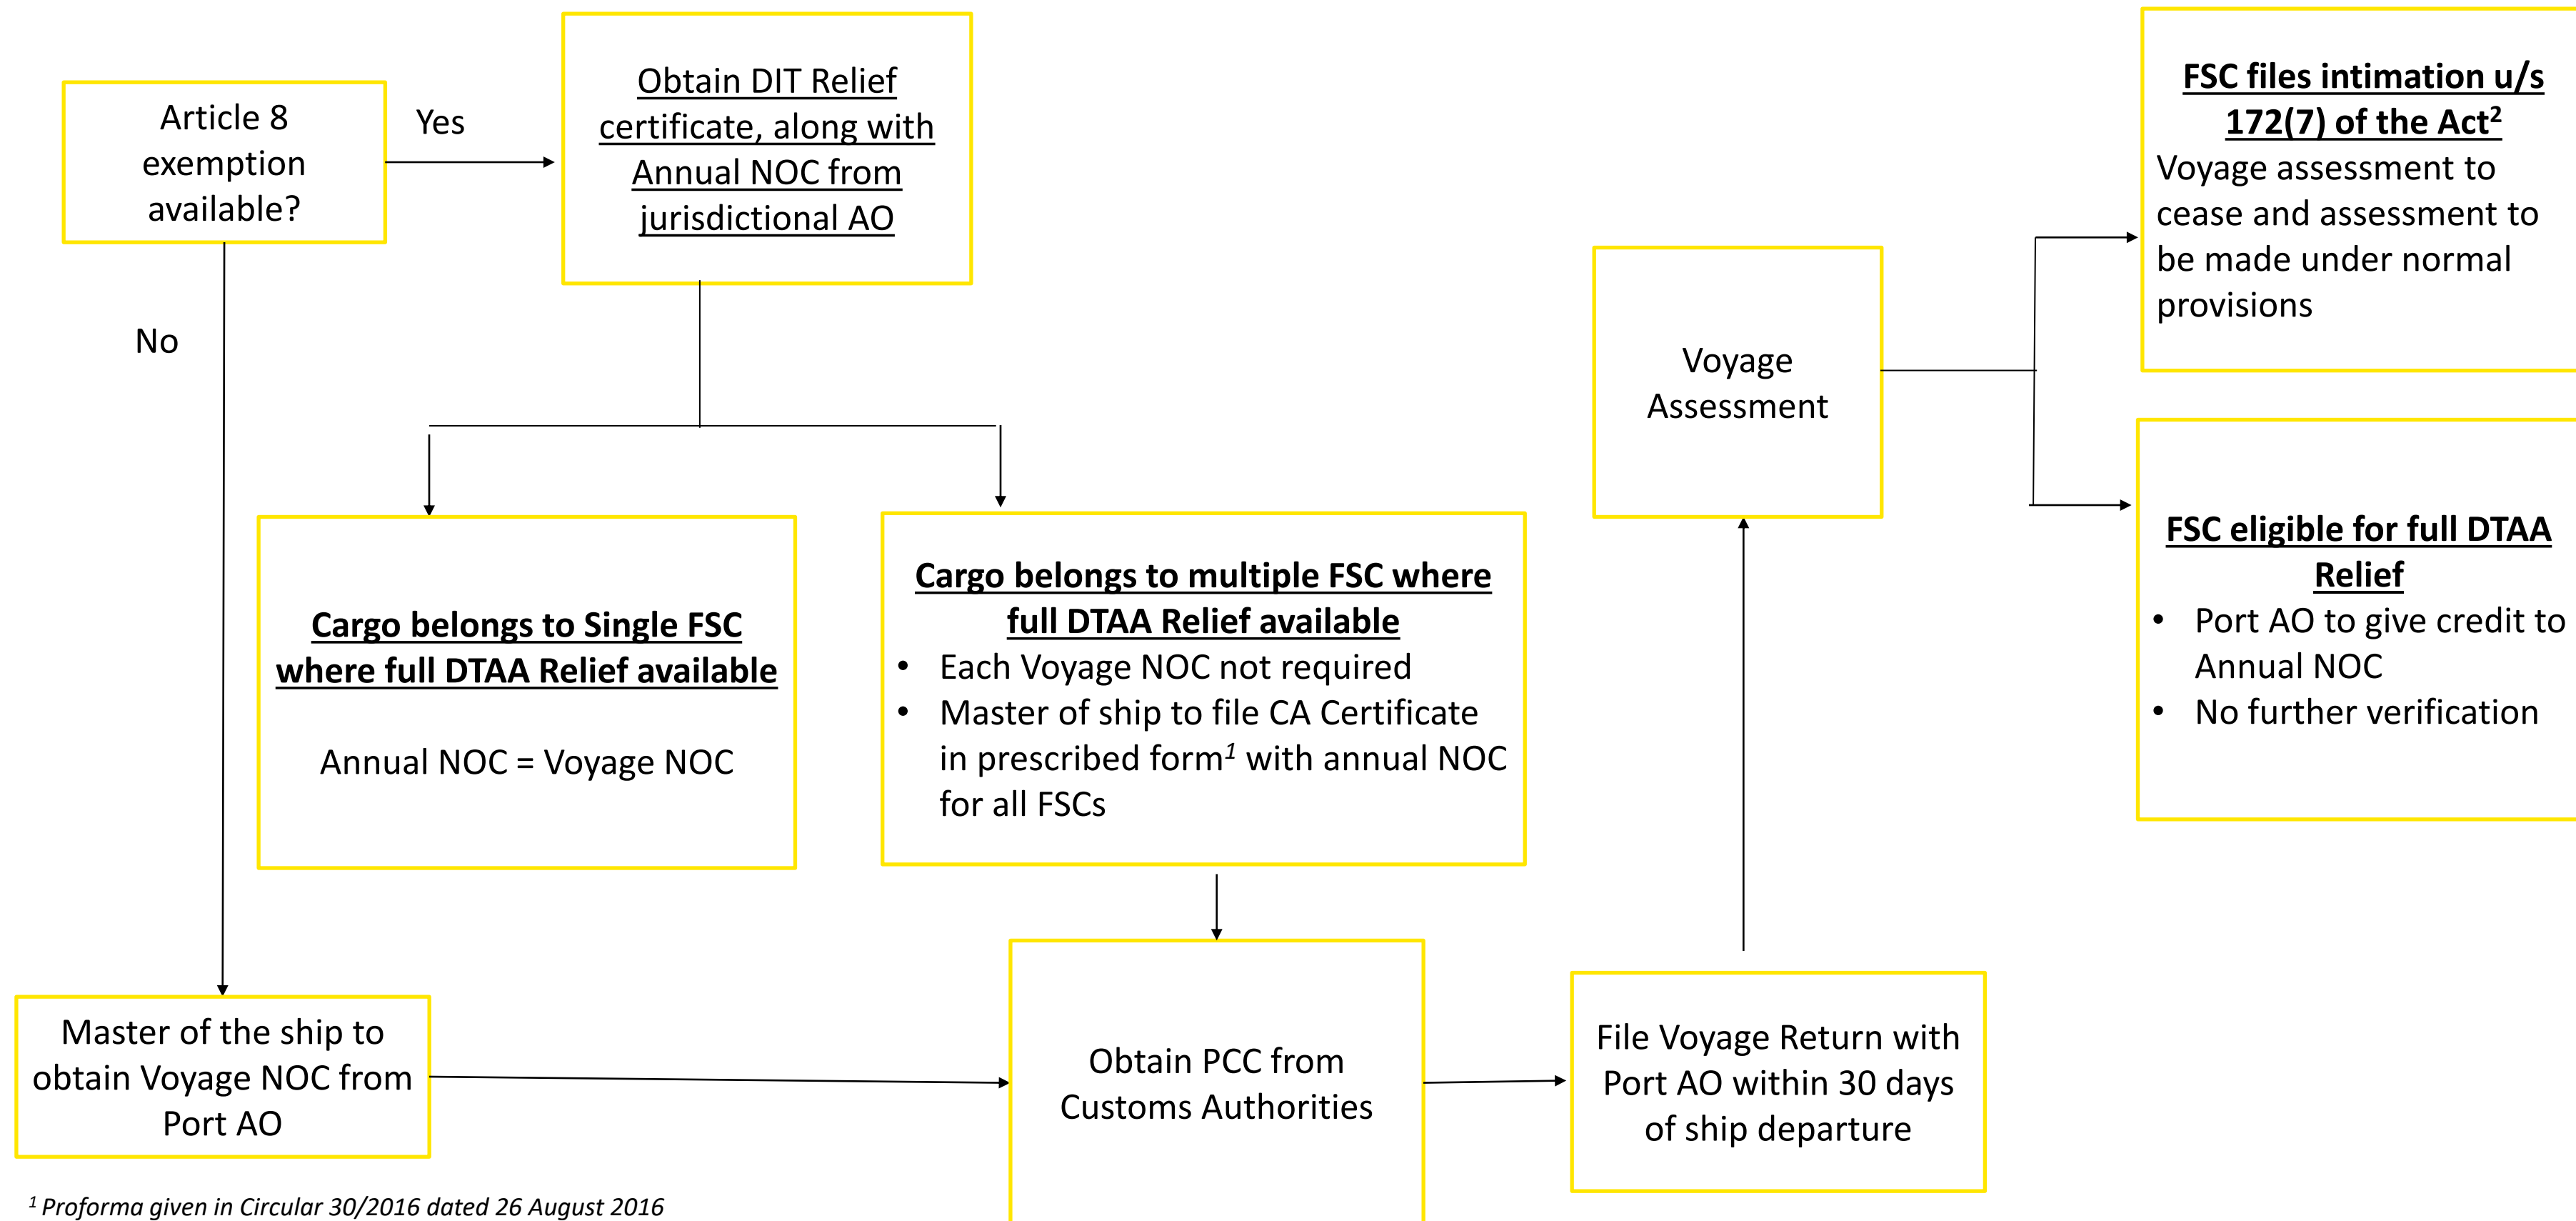 Article 8
exemption
available?
Yes
No
Obtain DIT Relief
certificate, along with
Annual NOC from
jurisdictional AO
Cargo belongs to Single FSC
where full DTAA Relief available
Annual NOC = Voyage NOC
Cargo belongs to multiple FSC where
full DTAA Relief available
• Each Voyage NOC not required
• Master of ship to file CA Certificate
in prescribed form¹ with annual NOC
for all FSCs
Master of the ship to
obtain Voyage NOC from
Port AO
Obtain PCC from
Customs Authorities
File Voyage Return with
Port AO within 30 days
of ship departure
Voyage
Assessment
FSC files intimation u/s
172(7) of the Act²
Voyage assessment to
cease and assessment to
be made under normal
provisions
FSC eligible for full DTAA
Relief
• Port AO to give credit to
Annual NOC
• No further verification
¹ Proforma given in Circular 30/2016 dated 26 August 2016